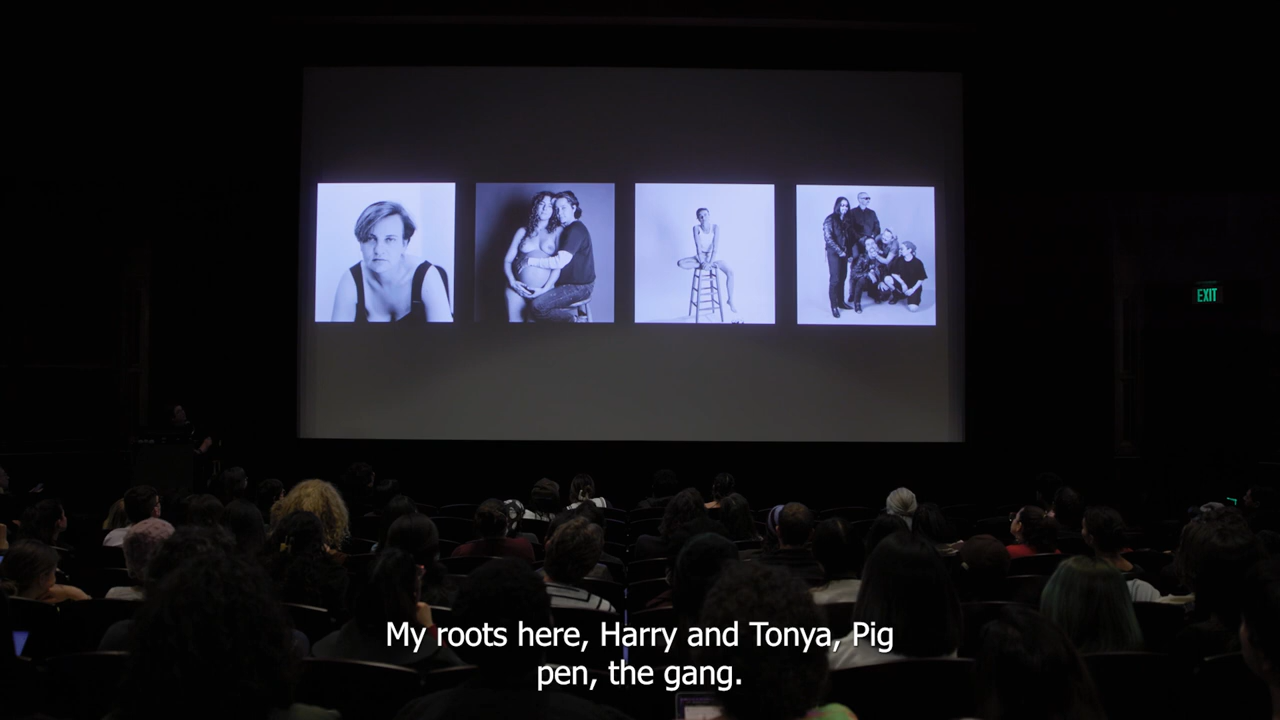 EXIT
My roots here, Harry and Tonya, Pig
pen, the gang.